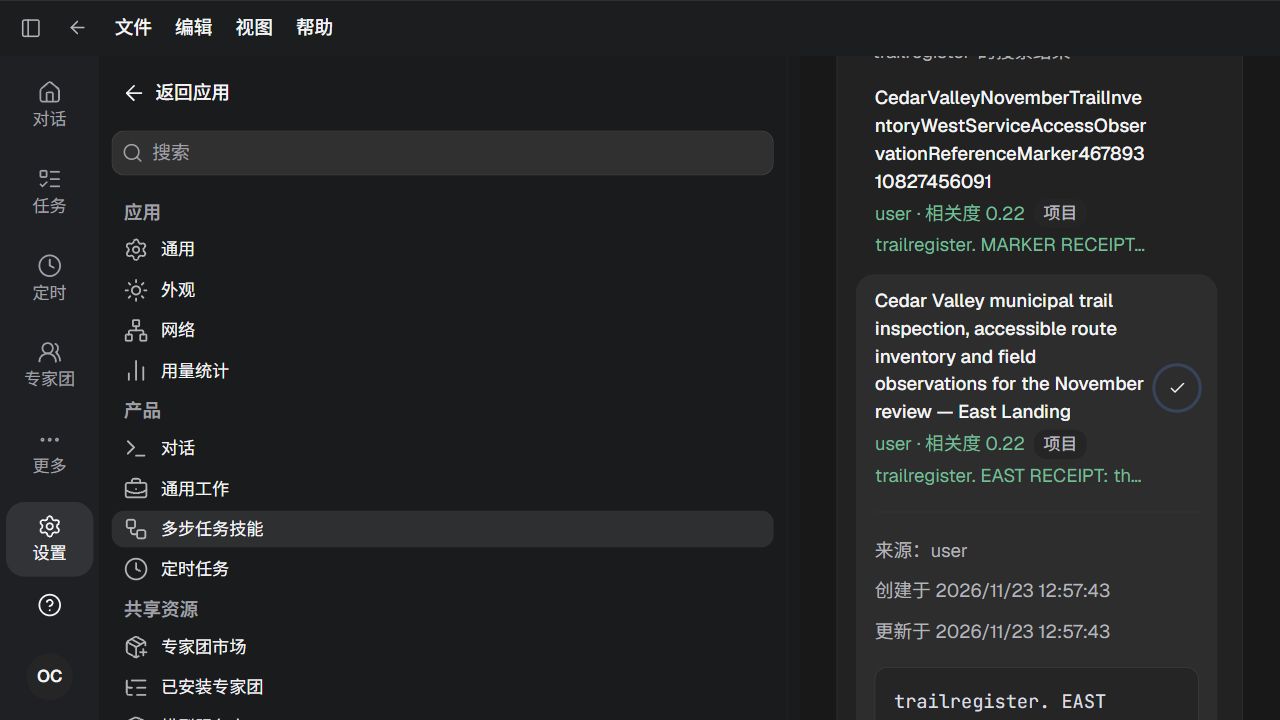 文件 编辑 视图 帮助
对话
任务
定时
专家团
更多
设置
OC
返回应用
搜索
应用
通用
外观
网络
用量统计
产品
对话
通用工作
多步任务技能
定时任务
共享资源
专家团市场
已安装专家团
CedarValleyNovemberTrailInve
ntoryWestServiceAccessObser
vationReferenceMarker467893
10827456091
user · 相关度 0.22 项目
trailregister. MARKER RECEIPT…
Cedar Valley municipal trail
inspection, accessible route
inventory and field
observations for the November
review — East Landing
user · 相关度 0.22 项目
trailregister. EAST RECEIPT: th…
来源：user
创建于 2026/11/23 12:57:43
更新于 2026/11/23 12:57:43
trailregister. EAST